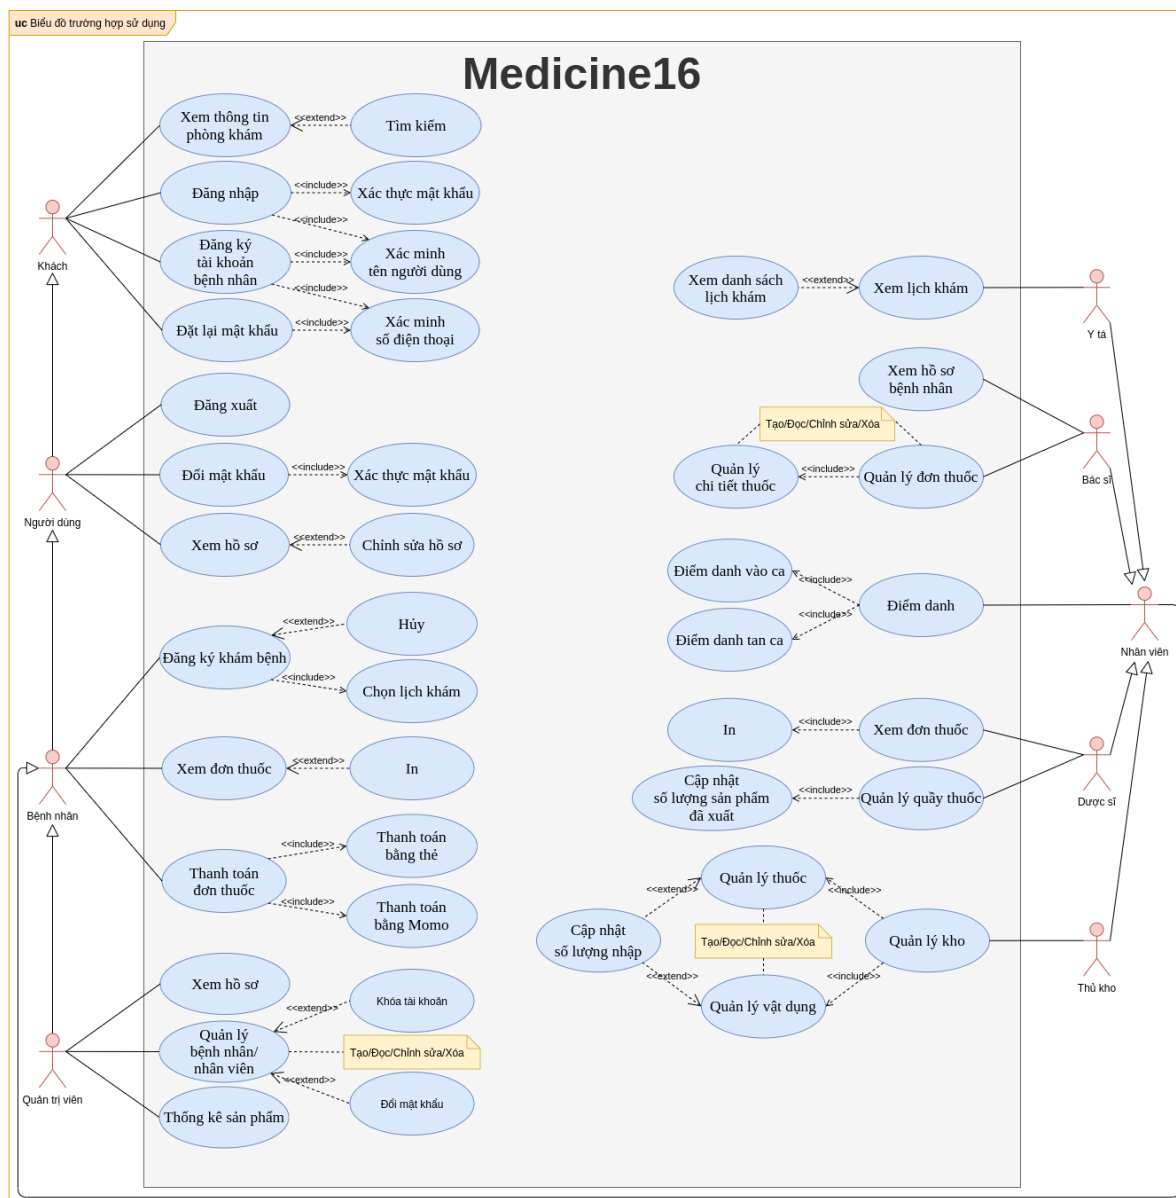 uc Biểu đồ trường hợp sử dụng
Medicine16
Xem thông tin
phòng khám
<<extend>>
Tìm kiếm
Đăng nhập
<<include>>
Xác thực mật khẩu
<<include>>
Khách
Đăng ký
tài khoản
bệnh nhân
<<include>>
Xác minh
tên người dùng
<<include>>
Đặt lại mật khẩu
<<include>>
Xác minh
số điện thoại
Đăng xuất
Đổi mật khẩu
<<include>>
Xác thực mật khẩu
Người dùng
Xem hồ sơ
<<extend>>
Chỉnh sửa hồ sơ
Đăng ký khám bệnh
<<extend>>
Hủy
<<include>>
Chọn lịch khám
Xem đơn thuốc
<<extend>>
In
Bệnh nhân
Thanh toán
đơn thuốc
<<include>>
Thanh toán
bằng thẻ
<<include>>
Thanh toán
bằng Momo
Xem hồ sơ
Quản lý
bệnh nhân/
nhân viên
<<extend>>
Khóa tài khoản
Tạo/Đọc/Chỉnh sửa/Xóa
<<extend>>
Đổi mật khẩu
Quản trị viên
Thống kê sản phẩm
Xem danh sách
lịch khám
<<extend>>
Xem lịch khám
Y tá
Xem hồ sơ
bệnh nhân
Tạo/Đọc/Chỉnh sửa/Xóa
Quản lý
chi tiết thuốc
<<include>>
Quản lý đơn thuốc
Bác sĩ
Điểm danh vào ca
<<include>>
Điểm danh
<<include>>
Điểm danh tan ca
Nhân viên
In
<<include>>
Xem đơn thuốc
Cập nhật
số lượng sản phẩm
đã xuất
<<include>>
Quản lý quầy thuốc
Dược sĩ
Quản lý thuốc
<<extend>>
<<include>>
Cập nhật
số lượng nhập
Tạo/Đọc/Chỉnh sửa/Xóa
Quản lý kho
<<extend>>
<<include>>
Quản lý vật dụng
Thủ kho